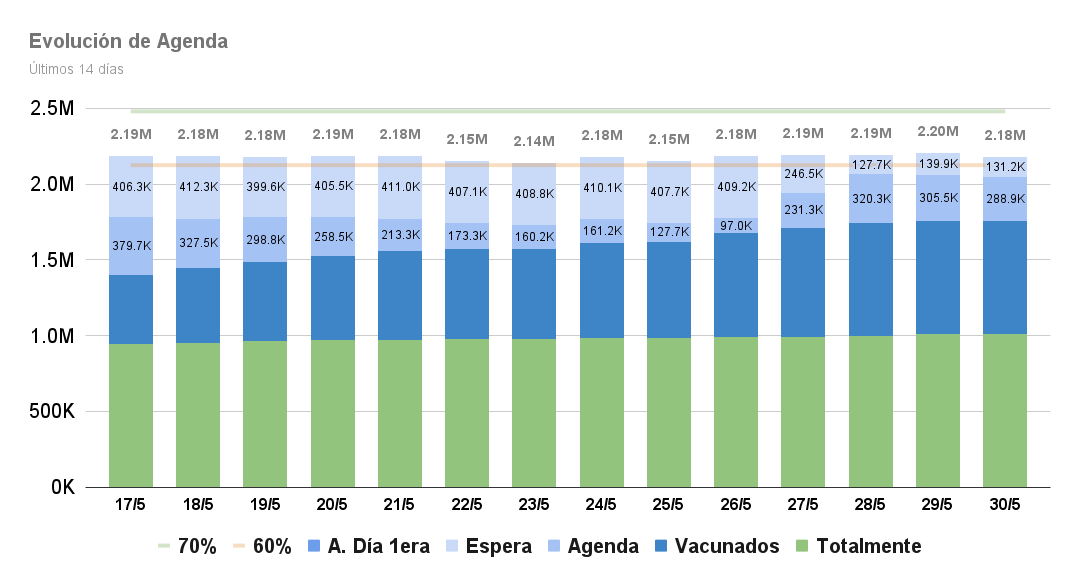 Evolución de Agenda
Últimos 14 días
2.5M
2.19M 2.18M 2.18M 2.19M 2.18M 2.15M 2.14M 2.18M 2.15M 2.18M 2.19M 2.19M 2.20M 2.18M
406.3K 412.3K 399.6K 405.5K 411.0K 407.1K 408.8K 410.1K 407.7K 409.2K 246.5K 127.7K 139.9K 131.2K
2.0M
379.7K 327.5K 298.8K 258.5K 213.3K 173.3K 160.2K 161.2K 127.7K 97.0K 231.3K 320.3K 305.5K 288.9K
1.5M
1.0M
500K
0K
17/5 18/5 19/5 20/5 21/5 22/5 23/5 24/5 25/5 26/5 27/5 28/5 29/5 30/5
70% 60% A. Día 1era Espera Agenda Vacunados Totalmente